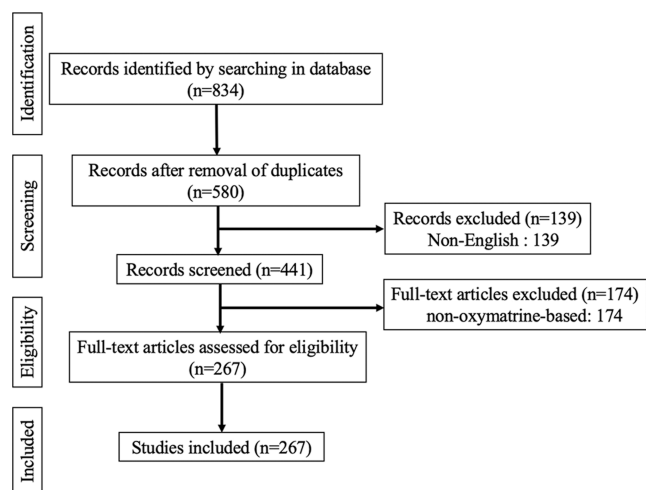 Identification
Records identified by searching in database
(n=834)
Screening
Records after removal of duplicates
(n=580)
Records excluded (n=139)
Non-English : 139
Records screened (n=441)
Full-text articles excluded (n=174)
non-oxymatrine-based: 174
Eligibility
Full-text articles assessed for eligibility
(n=267)
Included
Studies included (n=267)